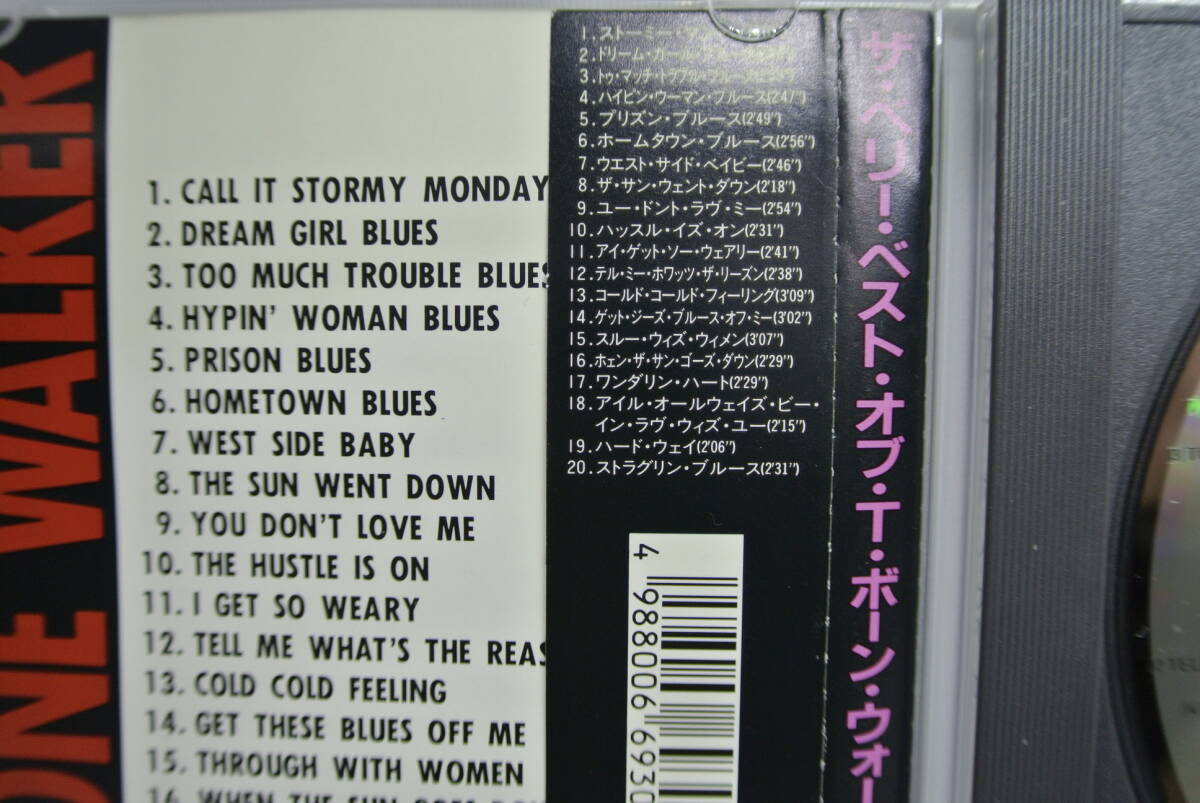 ONE WALKER
1. CALL IT STORMY MONDAY
2. DREAM GIRL BLUES
3. TOO MUCH TROUBLE BLUES
4. HYPIN' WOMAN BLUES
5. PRISON BLUES
6. HOMETOWN BLUES
7. WEST SIDE BABY
8. THE SUN WENT DOWN
9. YOU DON'T LOVE ME
10. THE HUSTLE IS ON
11. I GET SO WEARY
12. TELL ME WHAT'S THE REAS
13. COLD COLD FEELING
14. GET THESE BLUES OFF ME
15. THROUGH WITH WOMEN
16. WHEN THE SUN GOES DOWN
1. ストーミー・
2. ドリーム・ガール・
3. トゥ・マッチ・トラブル・ブルース
4. ハイピン・ウーマン・ブルース(2'47")
5. プリズン・ブルース(2'49")
6. ホームタウン・ブルース(2'56")
7. ウエスト・サイド・ベイビー(2'46")
8. ザ・サン・ウェント・ダウン(2'18")
9. ユー・ドント・ラヴ・ミー(2'54")
10. ハッスル・イズ・オン(2'31")
11. アイ・ゲット・ソー・ウェアリー(2'41")
12. テル・ミー・ホワッツ・ザ・リーズン(2'38")
13. コールド・コールド・フィーリング(3'09")
14. ゲット・ジーズ・ブルース・オフ・ミー(3'02")
15. スルー・ウィズ・ウィメン(3'07")
16. ホェン・ザ・サン・ゴーズ・ダウン(2'29")
17. ワンダリン・ハート(2'29")
18. アイル・オールウェイズ・ビー・
イン・ラヴ・ウィズ・ユー(2'15")
19. ハード・ウェイ(2'06")
20. ストラグリン・ブルース(2'31")
4 988006 6930
ザ・ベリー・ベスト・オブ・T・ボーン・ウォー